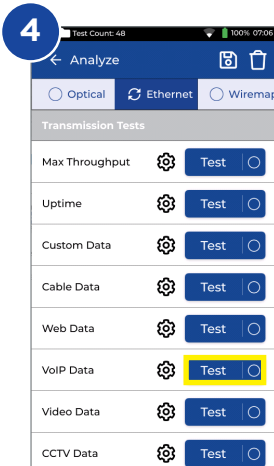 4
Test Count: 48
100% 07:06
Analyze
Optical
Ethernet
Wiremap
Transmission Tests
Max Throughput Test
Uptime Test
Custom Data Test
Cable Data Test
Web Data Test
VoIP Data Test
Video Data Test
CCTV Data Test